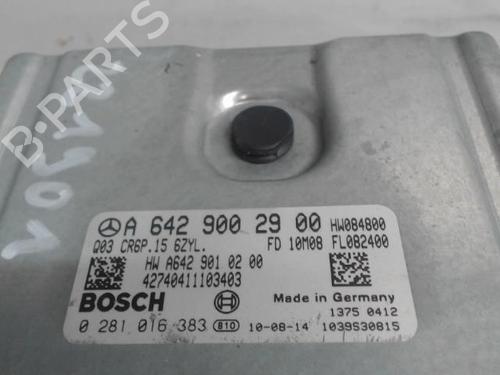 B-PARTS
A 642 900 29 00 HW084800
Q03 CR6P.15 6ZYL. FD 10M08 FL082400
HW A642 901 02 00
42740411103403
BOSCH
Made in Germany
1375 0412
0 281 016 383 B10 10-08-14 1039S30815